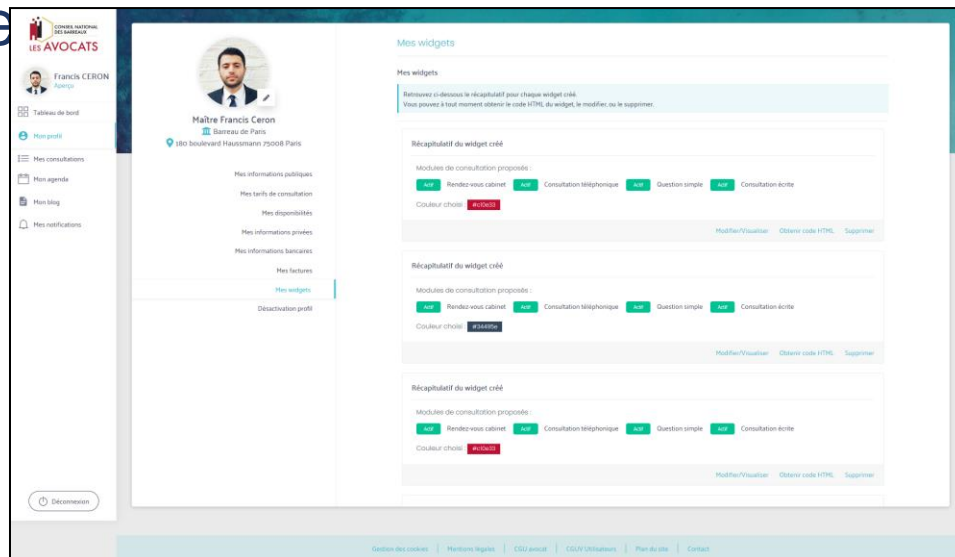 e
CONSEIL NATIONAL
DES BARREAUX
LES AVOCATS
Francis CERON
Aperçu
Tableau de bord
Mon profil
Mes consultations
Mon agenda
Mon blog
Mes notifications
Déconnexion
Maître Francis Ceron
Barreau de Paris
180 boulevard Haussmann 75008 Paris
Mes informations publiques
Mes tarifs de consultation
Mes disponibilités
Mes informations privées
Mes informations bancaires
Mes factures
Mes widgets
Désactivation profil
Mes widgets
Mes widgets
Retrouvez ci-dessous le récapitulatif pour chaque widget créé.
Vous pouvez à tout moment obtenir le code HTML du widget, le modifier, ou le supprimer.
Récapitulatif du widget créé
Modules de consultation proposés :
Actif Rendez-vous cabinet Actif Consultation téléphonique Actif Question simple Actif Consultation écrite
Couleur choisi #cf0e33
Modifier/Visualiser Obtenir code HTML Supprimer
Récapitulatif du widget créé
Modules de consultation proposés :
Actif Rendez-vous cabinet Actif Consultation téléphonique Actif Question simple Actif Consultation écrite
Couleur choisi #34495e
Modifier/Visualiser Obtenir code HTML Supprimer
Récapitulatif du widget créé
Modules de consultation proposés :
Actif Rendez-vous cabinet Actif Consultation téléphonique Actif Question simple Actif Consultation écrite
Couleur choisi #cf0e33
Modifier/Visualiser Obtenir code HTML Supprimer
Gestion des cookies | Mentions légales | CGU avocat | CGUV Utilisateurs | Plan du site | Contact